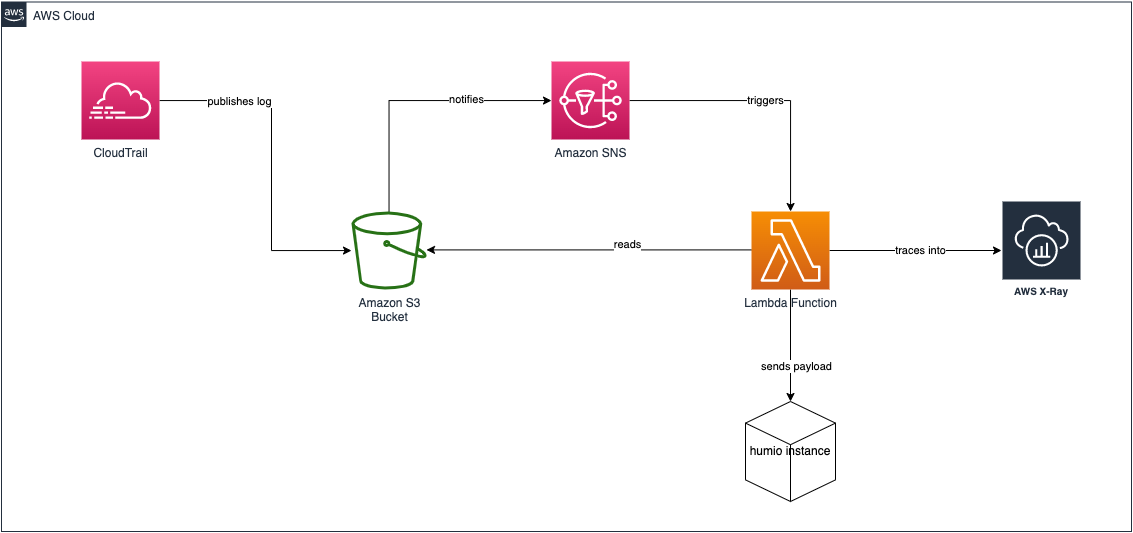 aws
AWS Cloud
publishes log
notifies
triggers
CloudTrail
Amazon SNS
reads
traces into
Amazon S3
Bucket
Lambda Function
AWS X-Ray
sends payload
humio instance